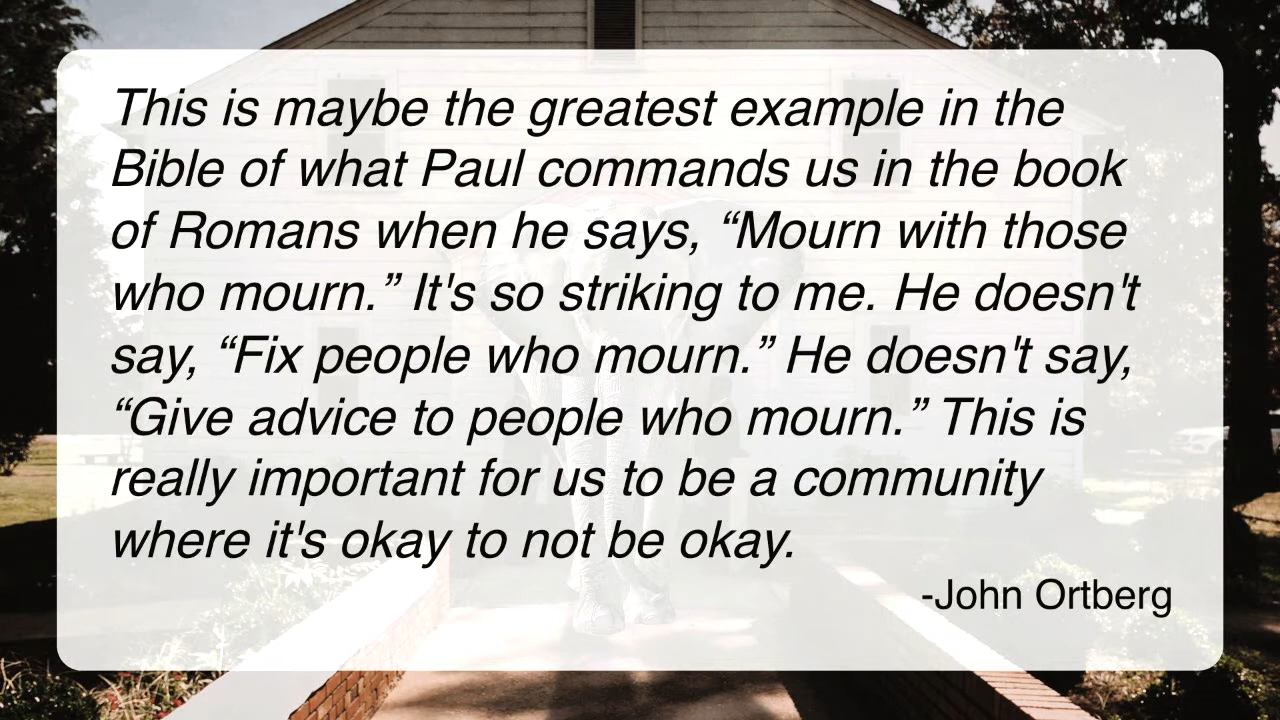 This is maybe the greatest example in the
Bible of what Paul commands us in the book
of Romans when he says, “Mourn with those
who mourn.” It's so striking to me. He doesn't
say, “Fix people who mourn.” He doesn't say,
“Give advice to people who mourn.” This is
really important for us to be a community
where it's okay to not be okay.
-John Ortberg